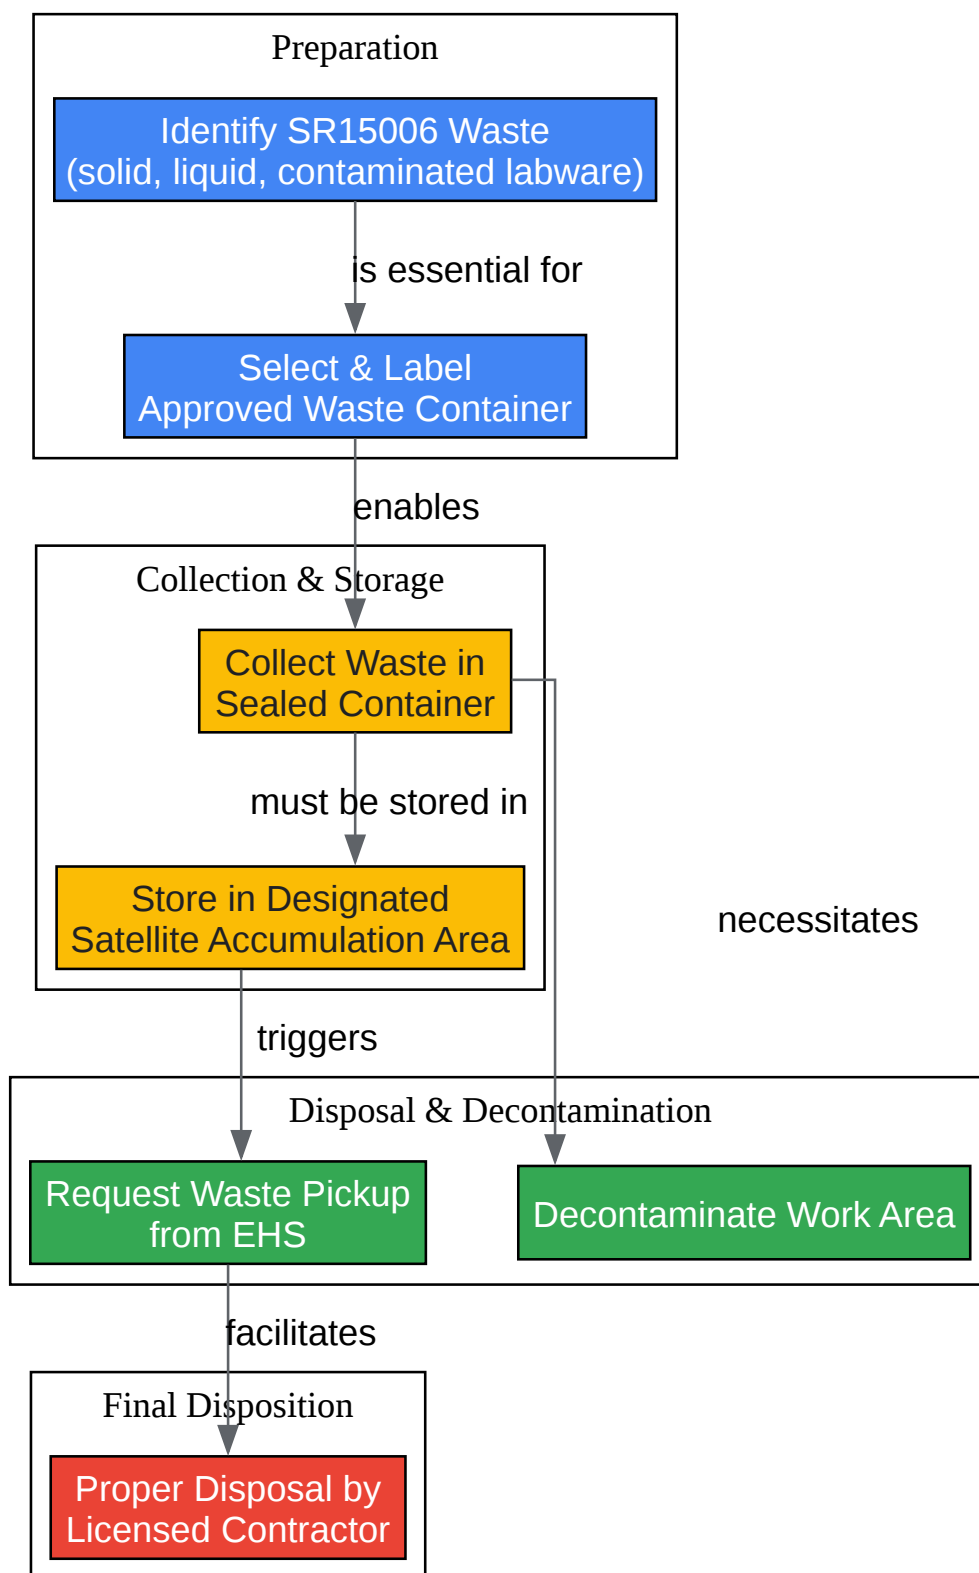 Preparation
Identify SR15006 Waste
(solid, liquid, contaminated labware)
is essential for
Select & Label
Approved Waste Container
enables
Collection & Storage
Collect Waste in
Sealed Container
must be stored in
Store in Designated
Satellite Accumulation Area
necessitates
triggers
Disposal & Decontamination
Request Waste Pickup
from EHS
Decontaminate Work Area
facilitates
Final Disposition
Proper Disposal by
Licensed Contractor